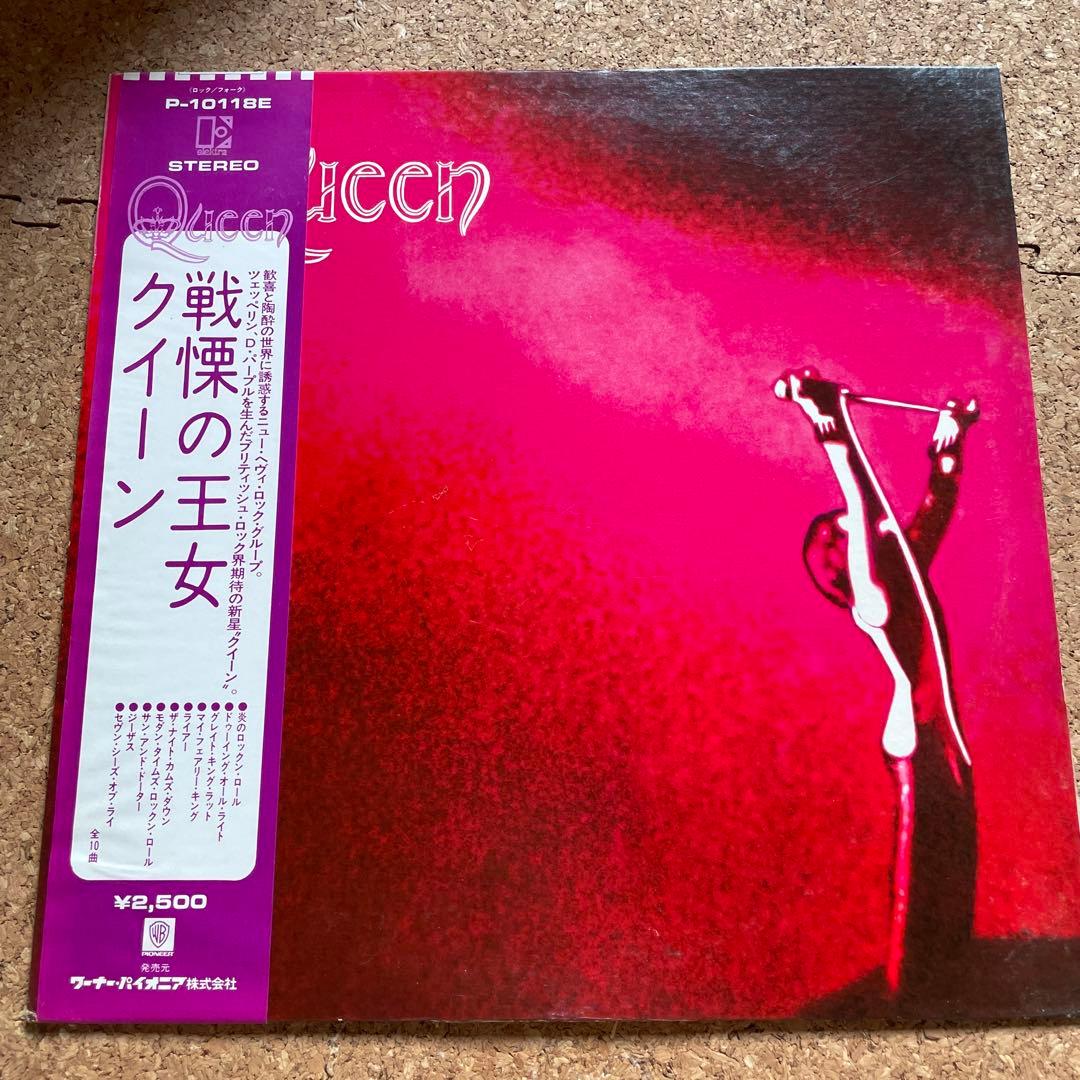 (ロック/フォーク)
P-10118E
elektra
STEREO
Queen
Queen
戦慄の王女
クイーン
歓喜と陶酔の世界に誘惑するニュー・ヘヴィ・ロック・グループ。
ツェッペリン、D・パープルを生んだブリティッシュ・ロック界期待の新星“クイーン”。
●炎のロックン・ロール
●ドゥーイング・オール・ライト
●グレイト・キング・ラット
●マイ・フェアリー・キング
●ライアー
●ザ・ナイト・カムズ・ダウン
●モダン・タイムズ・ロックン・ロール
●サン・アンド・ドーター
●ジーザス
●セヴン・シーズ・オブ・ライ
全10曲
¥2,500
WB
PIONEER
発売元
ワーナー・パイオニア株式会社